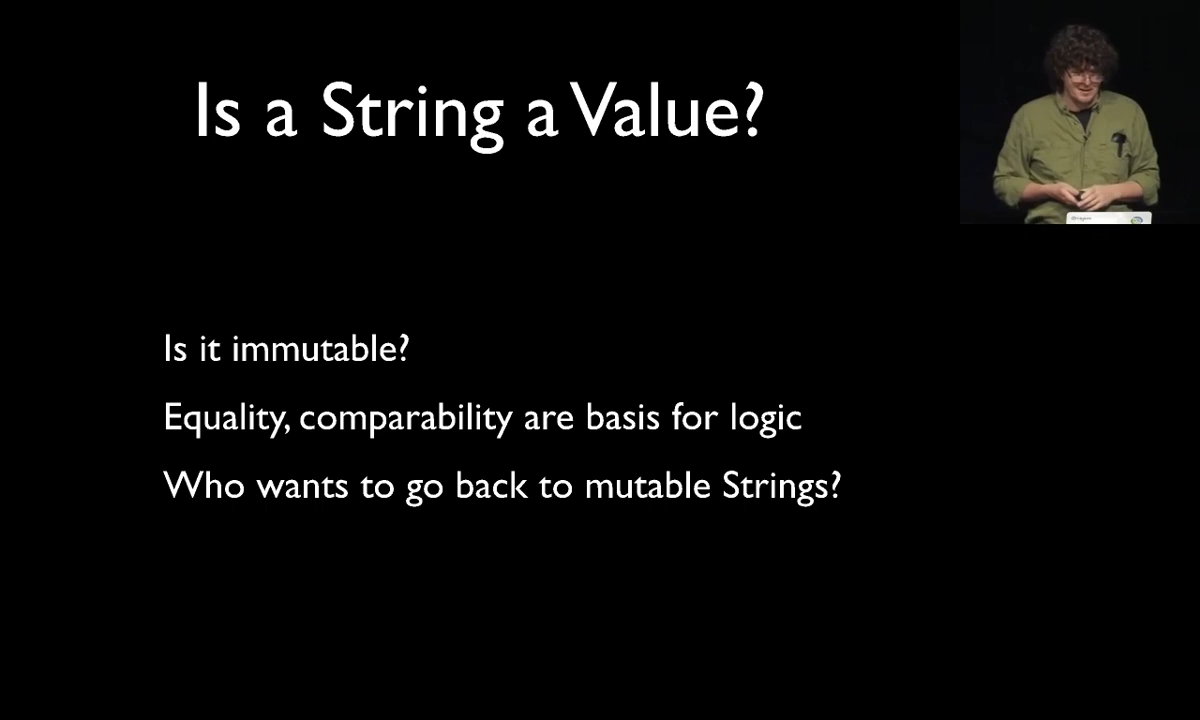 Is a String a Value?
Is it immutable?
Equality, comparability are basis for logic
Who wants to go back to mutable Strings?